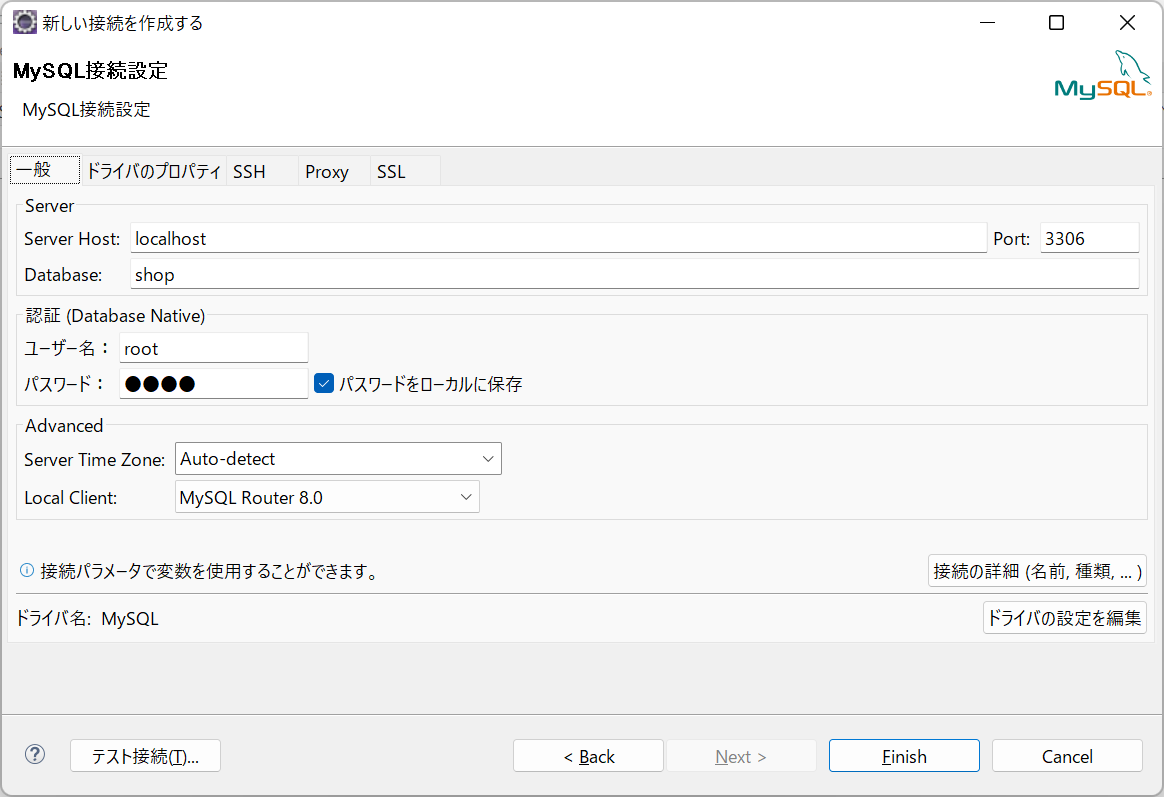 新しい接続を作成する
MySQL接続設定
MySQL接続設定
MySQL®
一般 ドライバのプロパティ SSH Proxy SSL
Server
Server Host: localhost Port: 3306
Database: shop
認証 (Database Native)
ユーザー名： root
パスワード： ●●●● パスワードをローカルに保存
Advanced
Server Time Zone: Auto-detect
Local Client: MySQL Router 8.0
接続パラメータで変数を使用することができます。 接続の詳細 (名前, 種類, ... )
ドライバ名: MySQL ドライバの設定を編集
テスト接続(T)... < Back Next > Finish Cancel